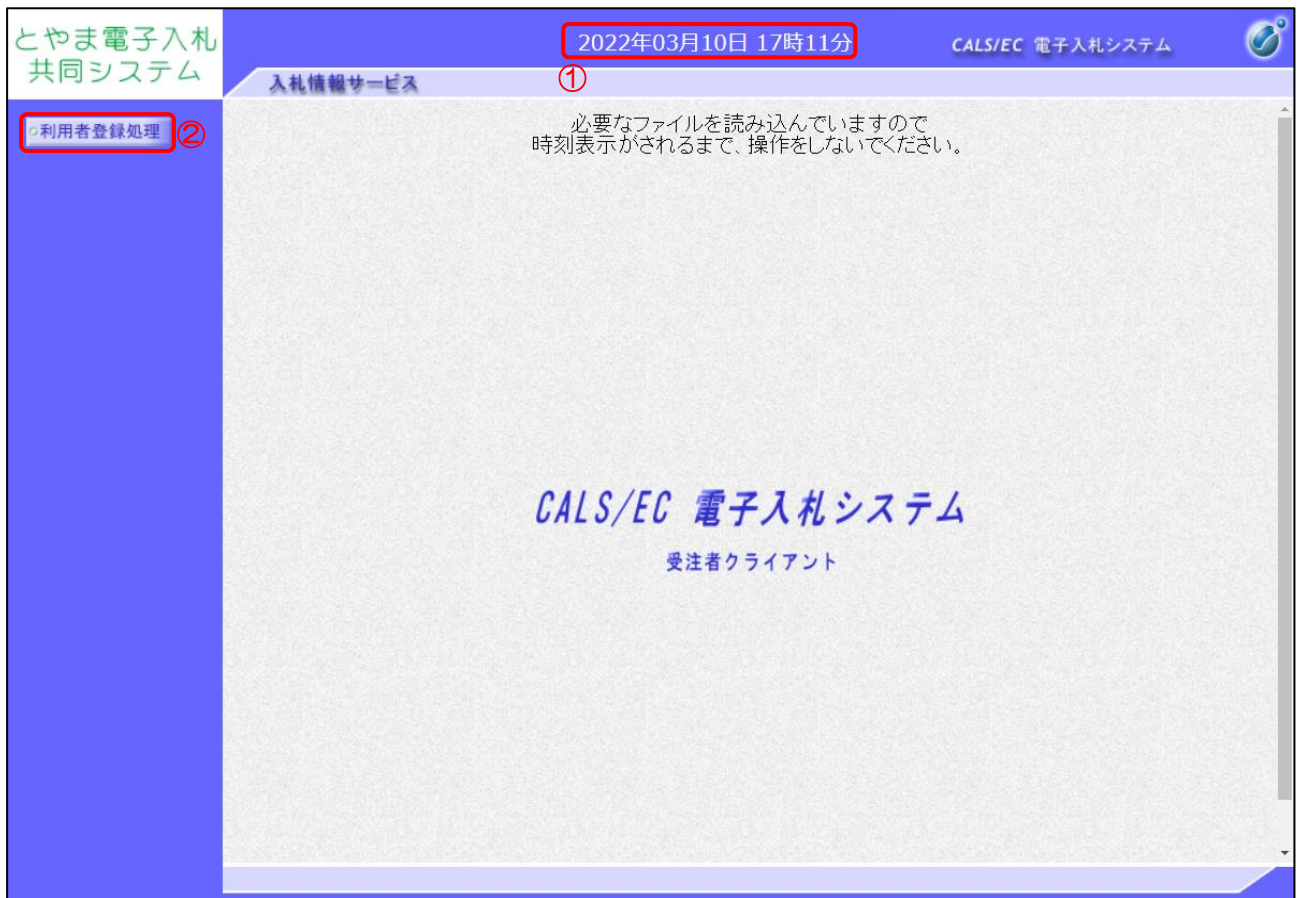 とやま電子入札
共同システム
2022年03月10日 17時11分
CALS/EC 電子入札システム
①
入札情報サービス
利用者登録処理
②
必要なファイルを読み込んでいますので
時刻表示がされるまで、操作をしないでください。
CALS/EC 電子入札システム
受注者クライアント